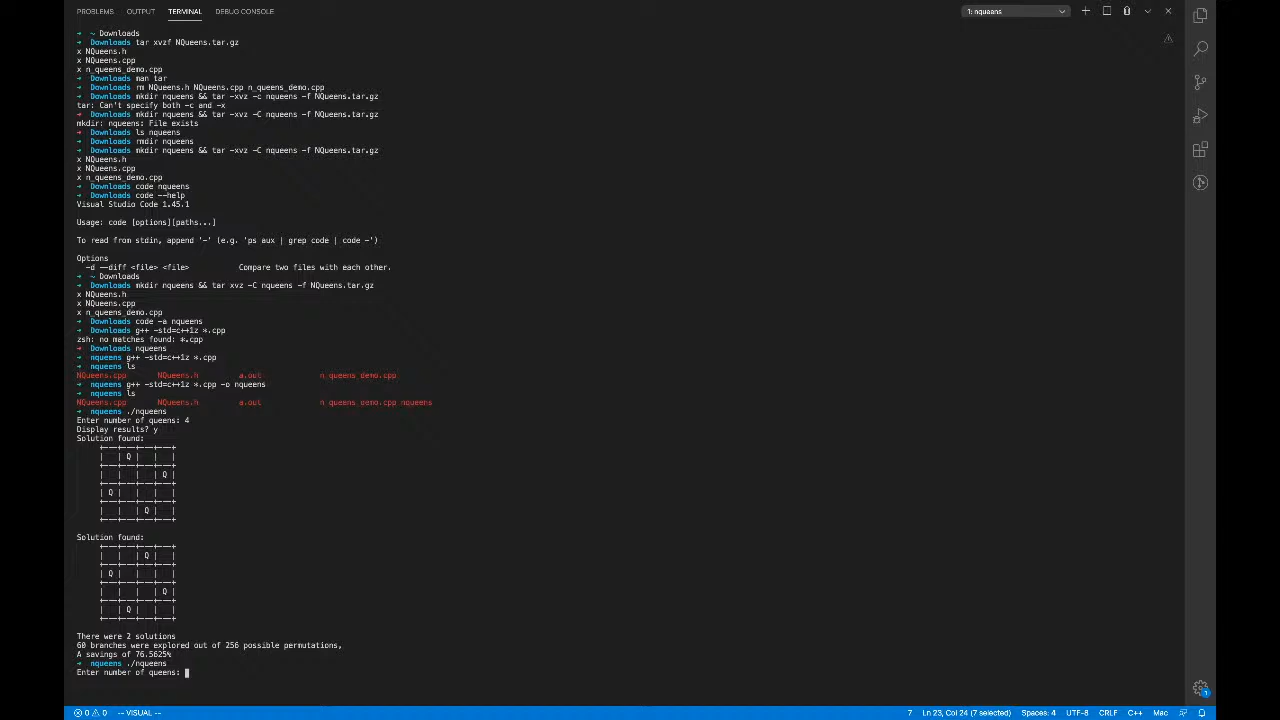 PROBLEMS OUTPUT TERMINAL DEBUG CONSOLE 1: nqueens
➜ ~ Downloads
➜ Downloads tar xvzf NQueens.tar.gz
x NQueens.h
x NQueens.cpp
x n_queens_demo.cpp
➜ Downloads man tar
➜ Downloads rm NQueens.h NQueens.cpp n_queens_demo.cpp
➜ Downloads mkdir nqueens && tar -xvz -c nqueens -f NQueens.tar.gz
tar: Can't specify both -c and -x
➜ Downloads mkdir nqueens && tar -xvz -C nqueens -f NQueens.tar.gz
mkdir: nqueens: File exists
➜ Downloads ls nqueens
➜ Downloads rmdir nqueens
➜ Downloads mkdir nqueens && tar -xvz -C nqueens -f NQueens.tar.gz
x NQueens.h
x NQueens.cpp
x n_queens_demo.cpp
➜ Downloads code nqueens
➜ Downloads code --help
Visual Studio Code 1.45.1
Usage: code [options][paths...]
To read from stdin, append '-' (e.g. 'ps aux | grep code | code -')
Options
-d --diff <file> <file> Compare two files with each other.
➜ ~ Downloads
➜ Downloads mkdir nqueens && tar xvz -C nqueens -f NQueens.tar.gz
x NQueens.h
x NQueens.cpp
x n_queens_demo.cpp
➜ Downloads code -a nqueens
➜ Downloads g++ -std=c++1z *.cpp
zsh: no matches found: *.cpp
➜ Downloads nqueens
➜ nqueens g++ -std=c++1z *.cpp
➜ nqueens ls
NQueens.cpp NQueens.h a.out n_queens_demo.cpp
➜ nqueens g++ -std=c++1z *.cpp -o nqueens
➜ nqueens ls
NQueens.cpp NQueens.h a.out n_queens_demo.cpp nqueens
➜ nqueens ./nqueens
Enter number of queens: 4
Display results? y
Solution found:
+---+---+---+---+
|   | Q |   |   |
+---+---+---+---+
|   |   |   | Q |
+---+---+---+---+
| Q |   |   |   |
+---+---+---+---+
|   |   | Q |   |
+---+---+---+---+
Solution found:
+---+---+---+---+
|   |   | Q |   |
+---+---+---+---+
| Q |   |   |   |
+---+---+---+---+
|   |   |   | Q |
+---+---+---+---+
|   | Q |   |   |
+---+---+---+---+
There were 2 solutions
60 branches were explored out of 256 possible permutations,
A savings of 76.5625%
➜ nqueens ./nqueens
Enter number of queens:
1
0 0 -- VISUAL -- 7 Ln 23, Col 24 (7 selected) Spaces: 4 UTF-8 CRLF C++ Mac